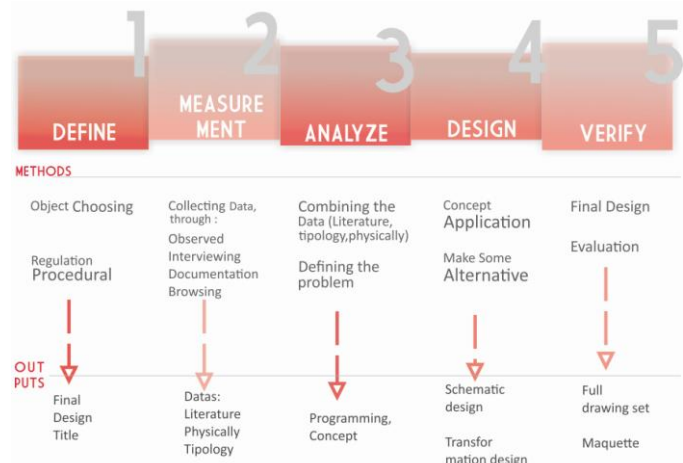 1
2
3
4
5
DEFINE
MEASURE
MENT
ANALYZE
DESIGN
VERIFY
METHODS
Object Choosing
Regulation
Procedural
Collecting Data,
through :
Observed
Interviewing
Documentation
Browsing
Combining the
Data (Literature,
tipology,physically)
Defining the
problem
Concept
Application
Make Some
Alternative
Final Design
Evaluation
OUT
PUTS
Final
Design
Title
Datas:
Literature
Physically
Tipology
Programming,
Concept
Schematic
design
Transfor
mation design
Full
drawing set
Maquette